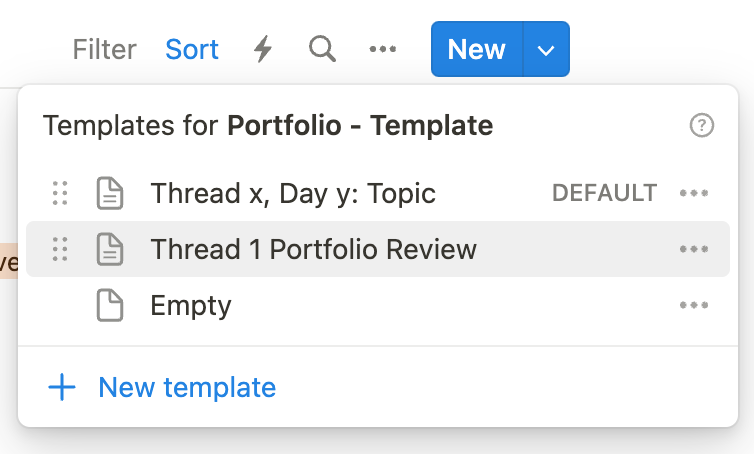 Filter Sort New
Templates for Portfolio - Template
Thread x, Day y: Topic DEFAULT
Thread 1 Portfolio Review
ve
Empty
New template